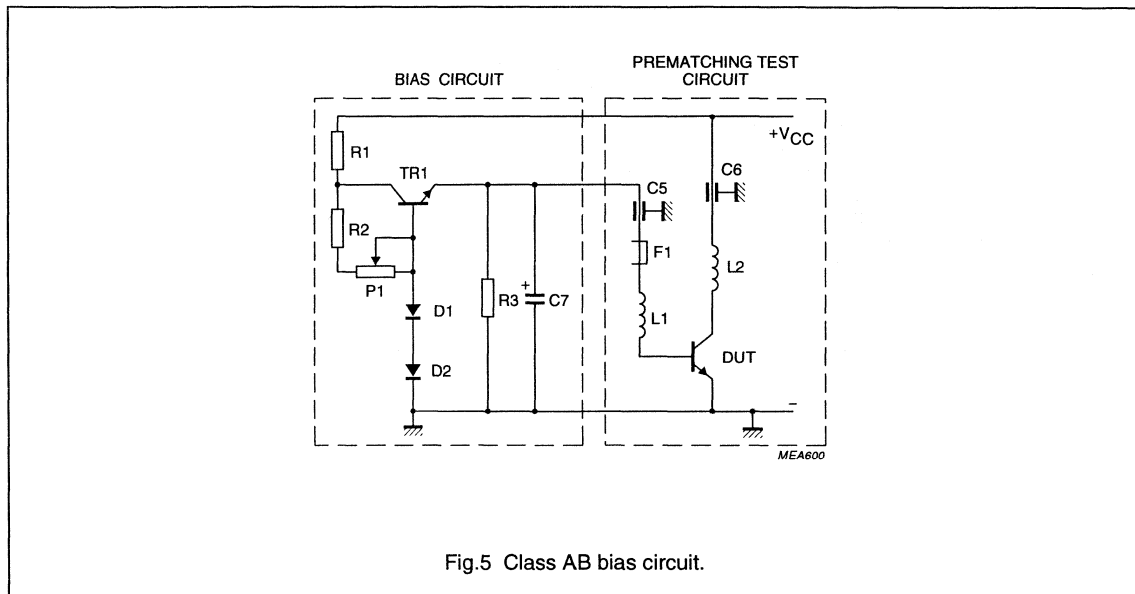 BIAS CIRCUIT
PREMATCHING TEST
CIRCUIT
+VCC
R1
TR1
C5
C6
R2
F1
L2
P1
D1
R3
+
C7
L1
D2
DUT
–
MEA600
Fig.5 Class AB bias circuit.